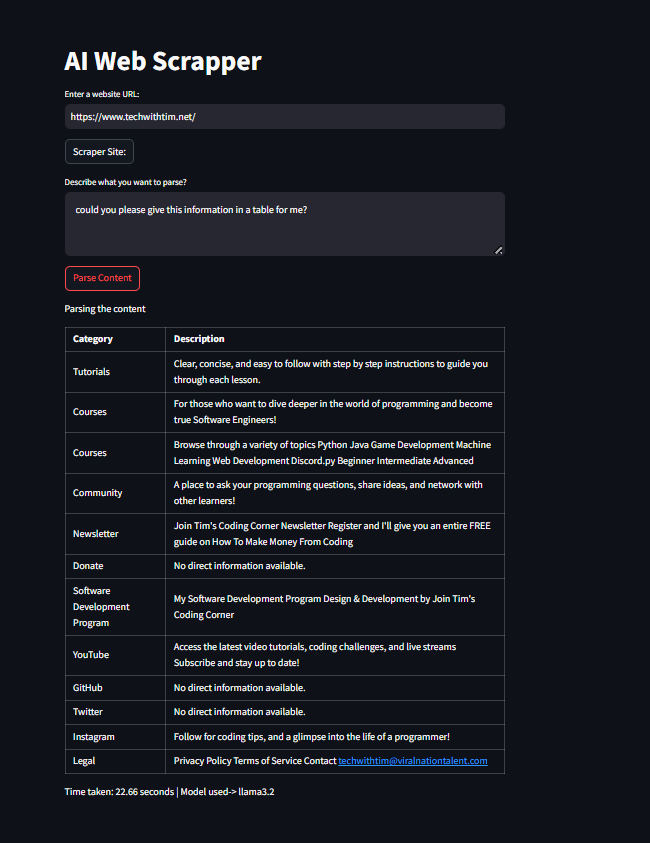 AI Web Scrapper
Enter a website URL:
https://www.techwithtim.net/
Scraper Site:
Describe what you want to parse?
could you please give this information in a table for me?
Parse Content
Parsing the content
Category Description
Tutorials Clear, concise, and easy to follow with step by step instructions to guide you
through each lesson.
Courses For those who want to dive deeper in the world of programming and become
true Software Engineers!
Courses Browse through a variety of topics Python Java Game Development Machine
Learning Web Development Discord.py Beginner Intermediate Advanced
Community A place to ask your programming questions, share ideas, and network with
other learners!
Newsletter Join Tim's Coding Corner Newsletter Register and I'll give you an entire FREE
guide on How To Make Money From Coding
Donate No direct information available.
Software
Development
Program
My Software Development Program Design & Development by Join Tim's
Coding Corner
YouTube Access the latest video tutorials, coding challenges, and live streams
Subscribe and stay up to date!
GitHub No direct information available.
Twitter No direct information available.
Instagram Follow for coding tips, and a glimpse into the life of a programmer!
Legal Privacy Policy Terms of Service Contact techwithtim@viralnationtalent.com
Time taken: 22.66 seconds | Model used-> llama3.2